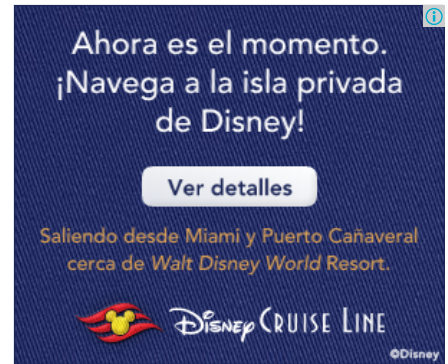 Ahora es el momento.
¡Navega a la isla privada
de Disney!
Ver detalles
Saliendo desde Miami y Puerto Cañaveral
cerca de Walt Disney World Resort.
Disney CRUISE LINE
©Disney